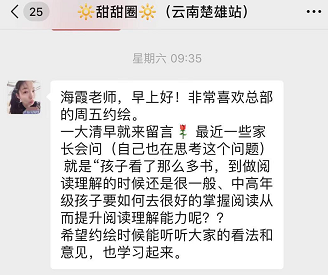 25 🔆甜甜圈🔆（云南楚雄站）
星期六 09:35
海霞老师，早上好！非常喜欢总部
的周五约绘。
一大清早就来留言🌹 最近一些家
长会问（自己也在思考这个问题）
就是“孩子看了那么多书，到做阅
读理解的时候还是很一般、中高年
级孩子要如何去很好的掌握阅读从
而提升阅读理解能力呢？？
希望约绘时候能听听大家的看法和
意见，也学习起来。